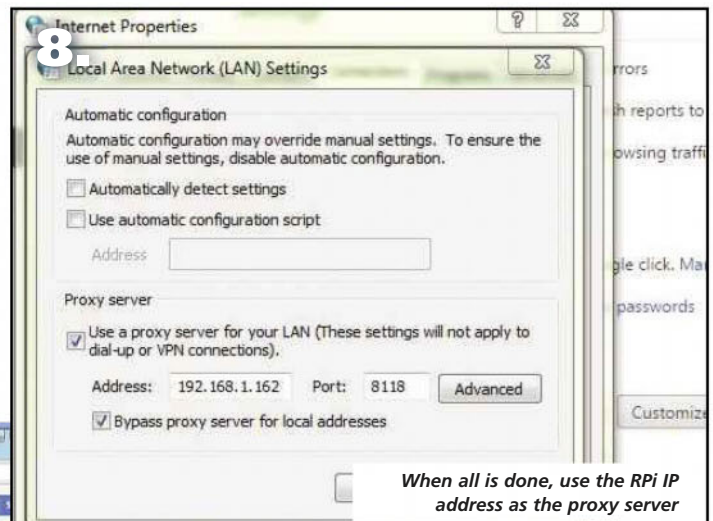 Internet Properties
8.
Local Area Network (LAN) Settings
Automatic configuration
Automatic configuration may override manual settings. To ensure the
use of manual settings, disable automatic configuration.
Automatically detect settings
Use automatic configuration script
Address
Proxy server
Use a proxy server for your LAN (These settings will not apply to
dial-up or VPN connections).
Address: 192.168.1.162 Port: 8118 Advanced
Bypass proxy server for local addresses
rrors
sh reports to
owsing traffi
gle click. Mar
passwords
Customize
When all is done, use the RPi IP
address as the proxy server